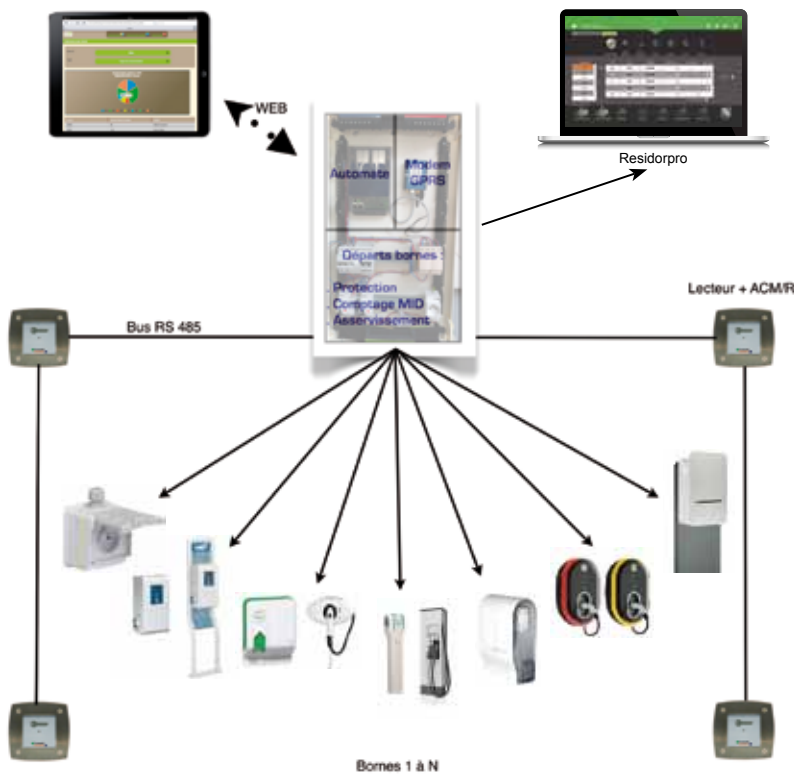 WEB
Residorpro
Automate
Modem
GPRS
Départs bornes :
Protection
Comptage MID
Asservissement
Lecteur + ACM/R
Bus RS 485
Bornes 1 à N